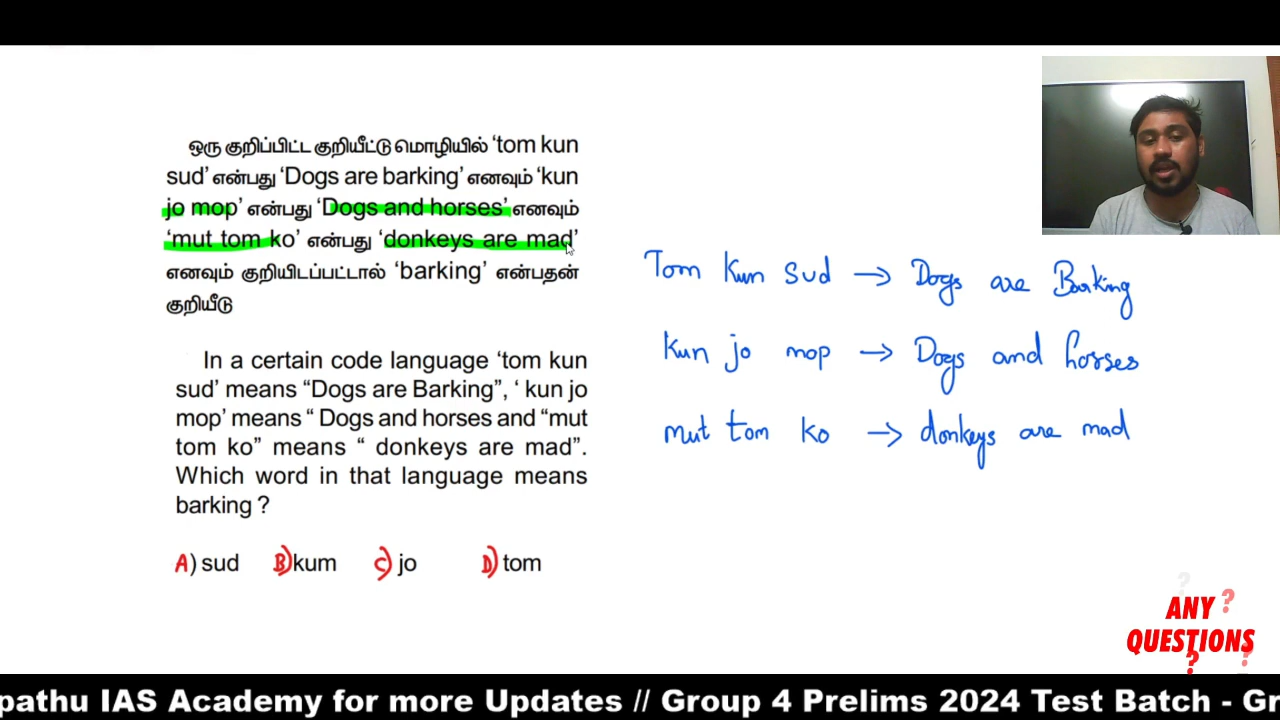 ஒரு குறிப்பிட்ட குறியீட்டு மொழியில் ‘tom kun
sud’ என்பது ‘Dogs are barking’ எனவும் ‘kun
jo mop’ என்பது ‘Dogs and horses’ எனவும்
‘mut tom ko’ என்பது ‘donkeys are mad’
எனவும் குறியிடப்பட்டால் ‘barking’ என்பதன்
குறியீடு
In a certain code language ‘tom kun
sud’ means “Dogs are Barking”, ‘ kun jo
mop’ means “ Dogs and horses and “mut
tom ko” means “ donkeys are mad”.
Which word in that language means
barking ?
A) sud B) kum C) jo D) tom
Tom Kun Sud → Dogs are Barking
Kun jo mop → Dogs and horses
mut tom ko → donkeys are mad
ANY ?
QUESTIONS
?
pathu IAS Academy for more Updates // Group 4 Prelims 2024 Test Batch - Gr